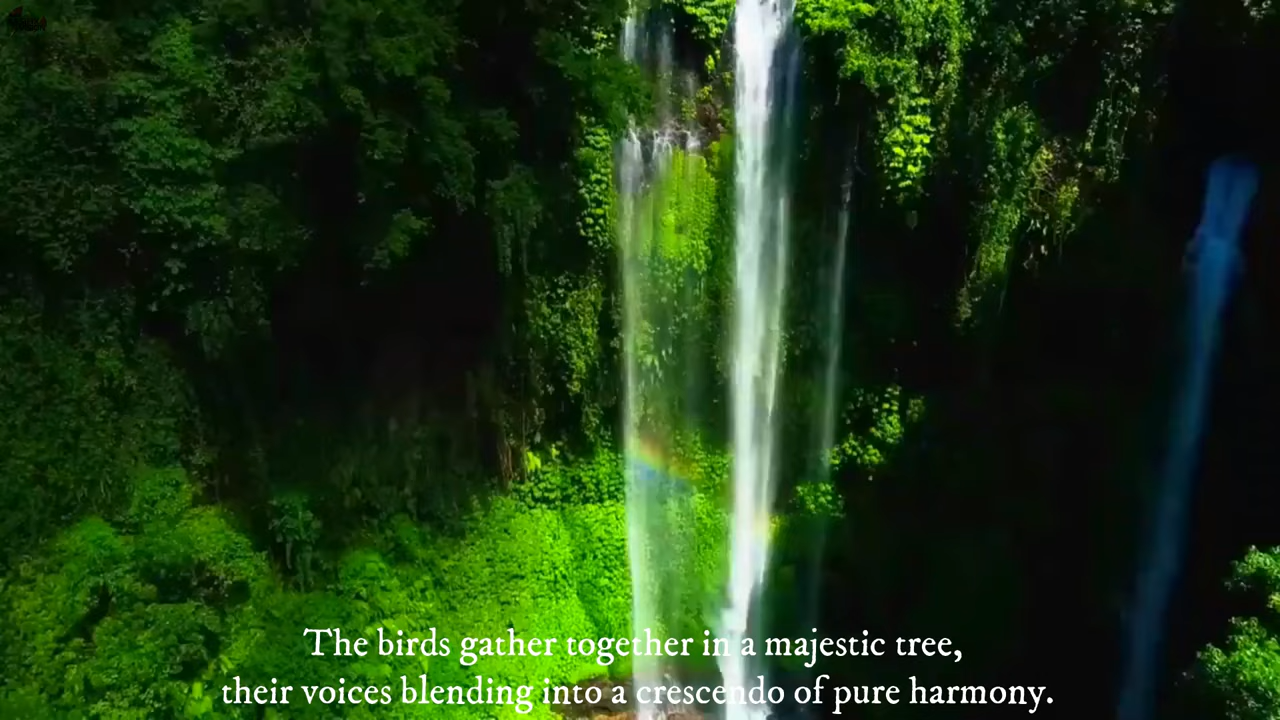 The birds gather together in a majestic tree,
their voices blending into a crescendo of pure harmony.